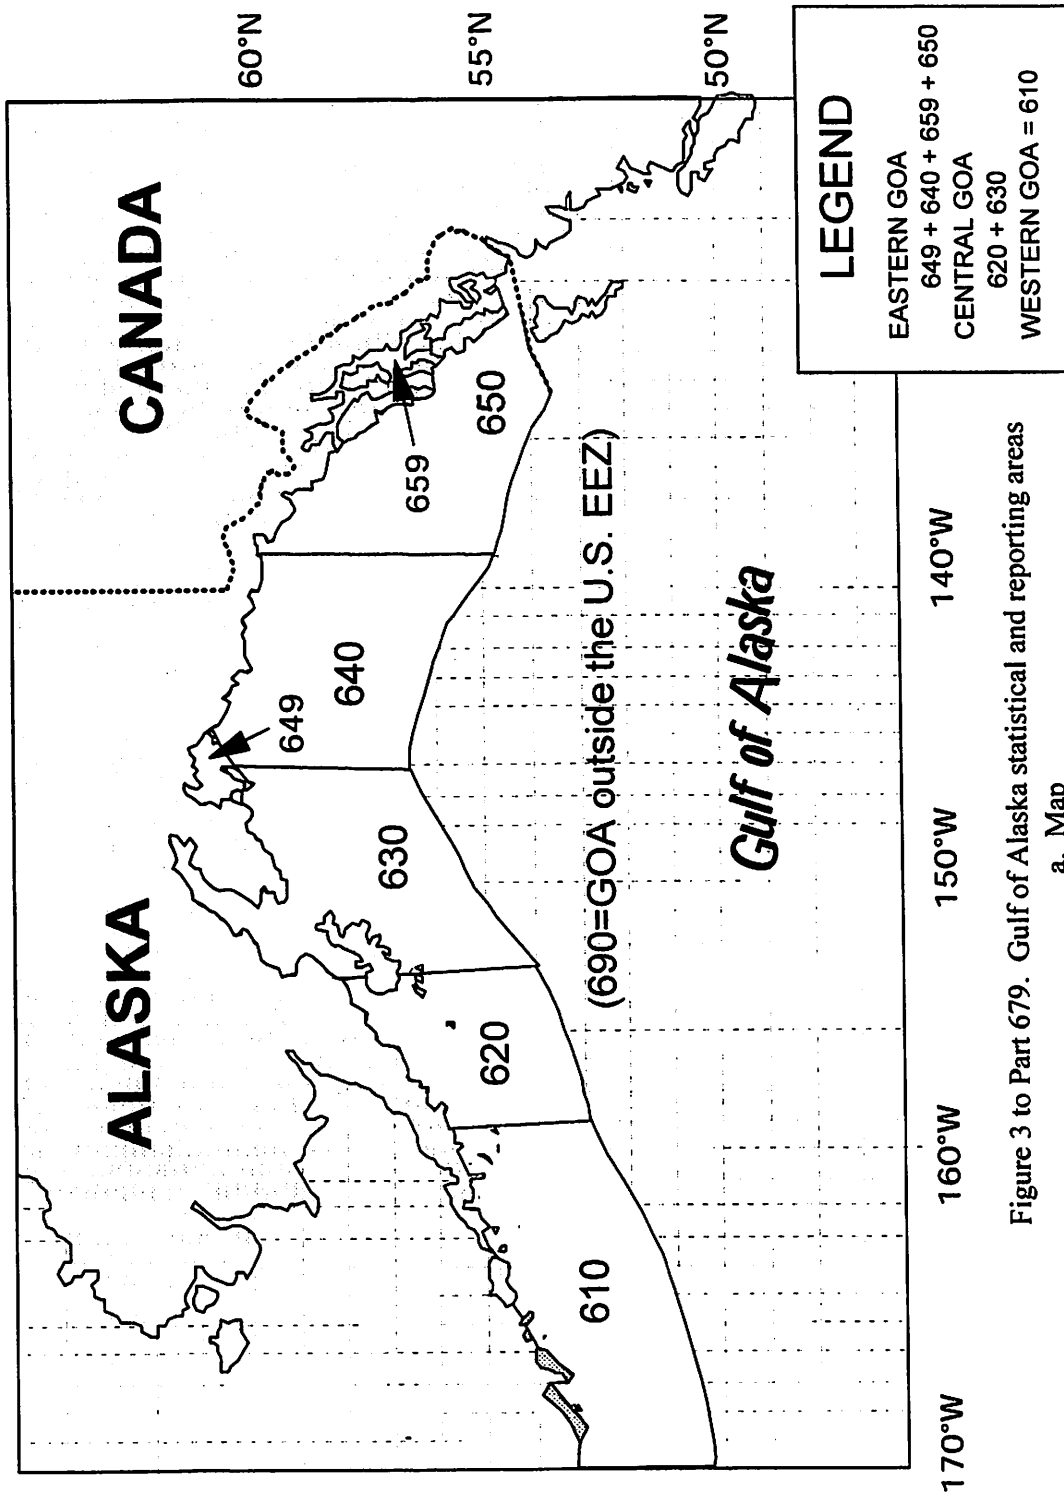 ALASKA
CANADA
60°N
55°N
50°N
649
659
640
650
630
620
610
(690=GOA outside the U.S. EEZ)
Gulf of Alaska
170°W
160°W
150°W
140°W
LEGEND
EASTERN GOA
649 + 640 + 659 + 650
CENTRAL GOA
620 + 630
WESTERN GOA = 610
Figure 3 to Part 679. Gulf of Alaska statistical and reporting areas
a. Map